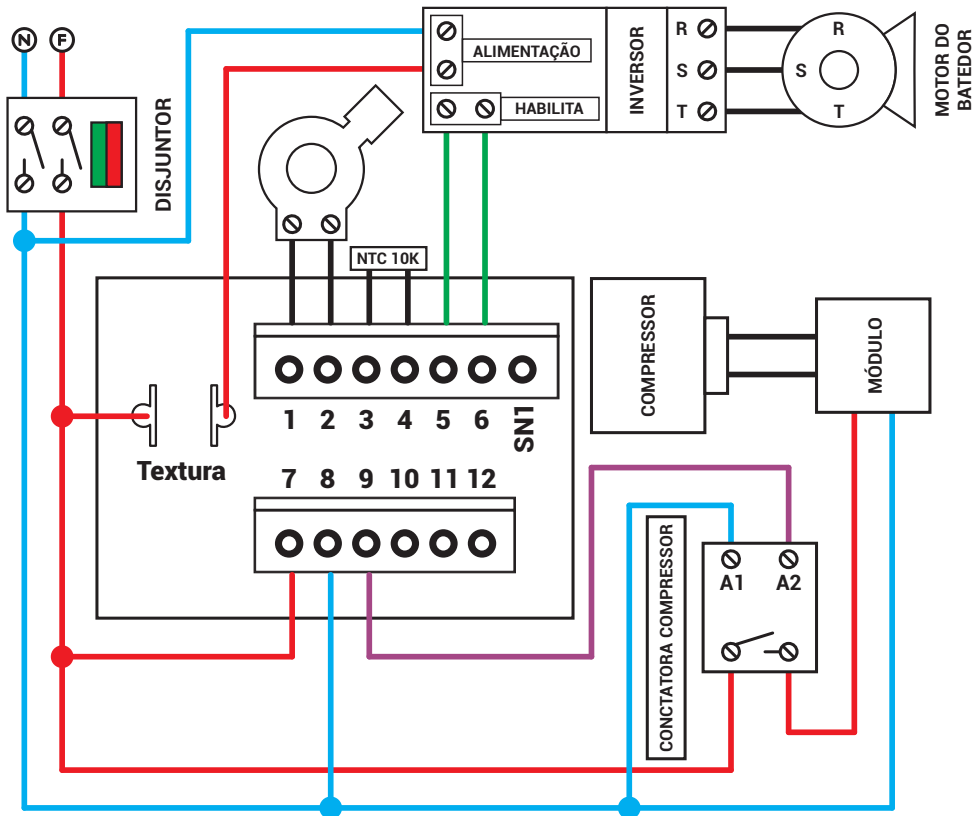 N F
DISJUNTOR
ALIMENTAÇÃO
HABILITA
INVERSOR
R
S
T
R
S
T
MOTOR DO
BATEDOR
NTC 10K
1 2 3 4 5 6 SN1
Textura
7 8 9 10 11 12
COMPRESSOR
MÓDULO
CONCTATORA COMPRESSOR
A1 A2